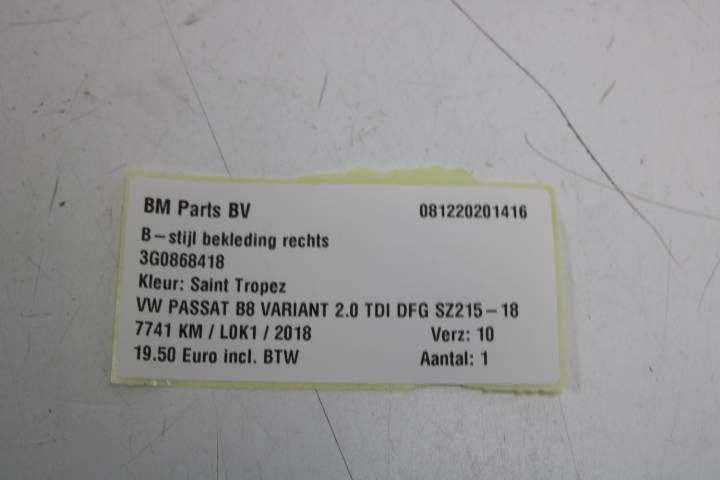 BM Parts BV 081220201416
B-stijl bekleding rechts
3G0868418
Kleur: Saint Tropez
VW PASSAT B8 VARIANT 2.0 TDI DFG SZ215-18
7741 KM / L0K1 / 2018 Verz: 10
19.50 Euro incl. BTW Aantal: 1